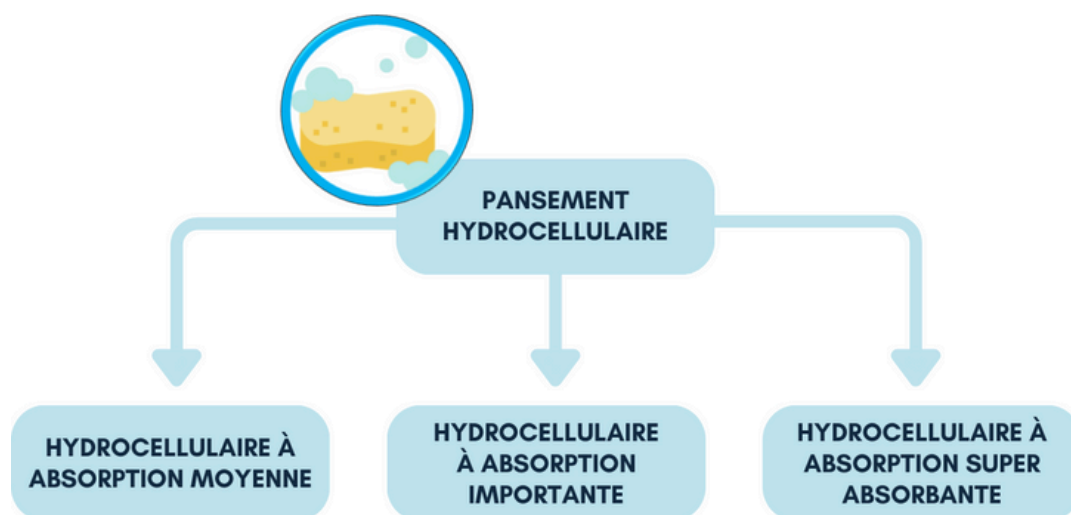 PANSEMENT
HYDROCELLULAIRE
HYDROCELLULAIRE À
ABSORPTION MOYENNE
HYDROCELLULAIRE
À ABSORPTION
IMPORTANTE
HYDROCELLULAIRE À
ABSORPTION SUPER
ABSORBANTE